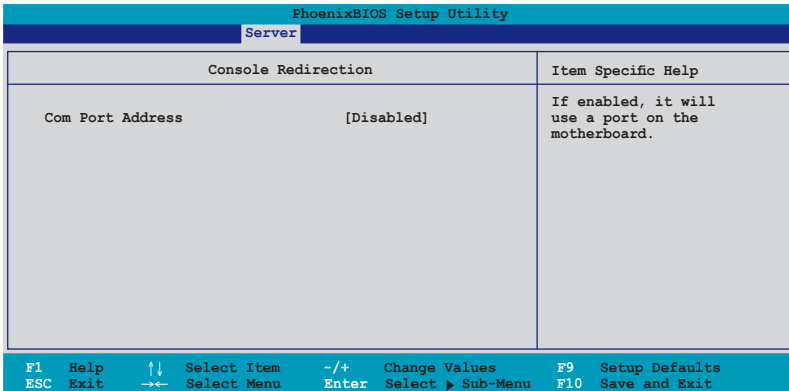 PhoenixBIOS Setup Utility
Server
Console Redirection
Item Specific Help
Com Port Address [Disabled]
If enabled, it will
use a port on the
motherboard.
F1 Help ↑↓ Select Item -/+ Change Values F9 Setup Defaults
ESC Exit →← Select Menu Enter Select ▶ Sub-Menu F10 Save and Exit